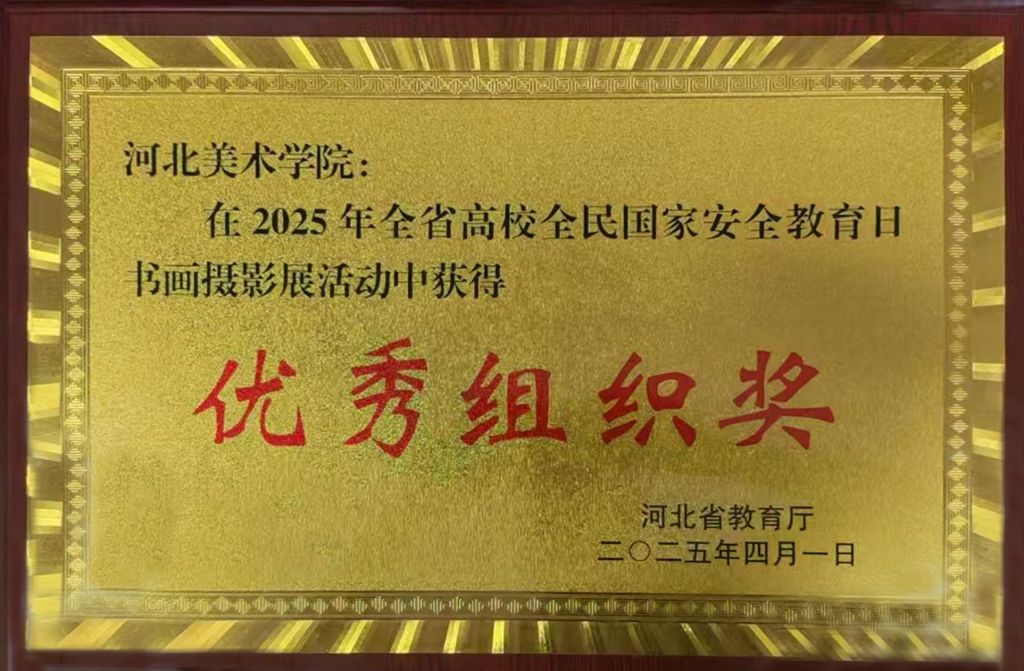 河北美术学院：
在2025年全省高校全民国家安全教育日
书画摄影展活动中获得
优秀组织奖
河北省教育厅
二〇二五年四月一日